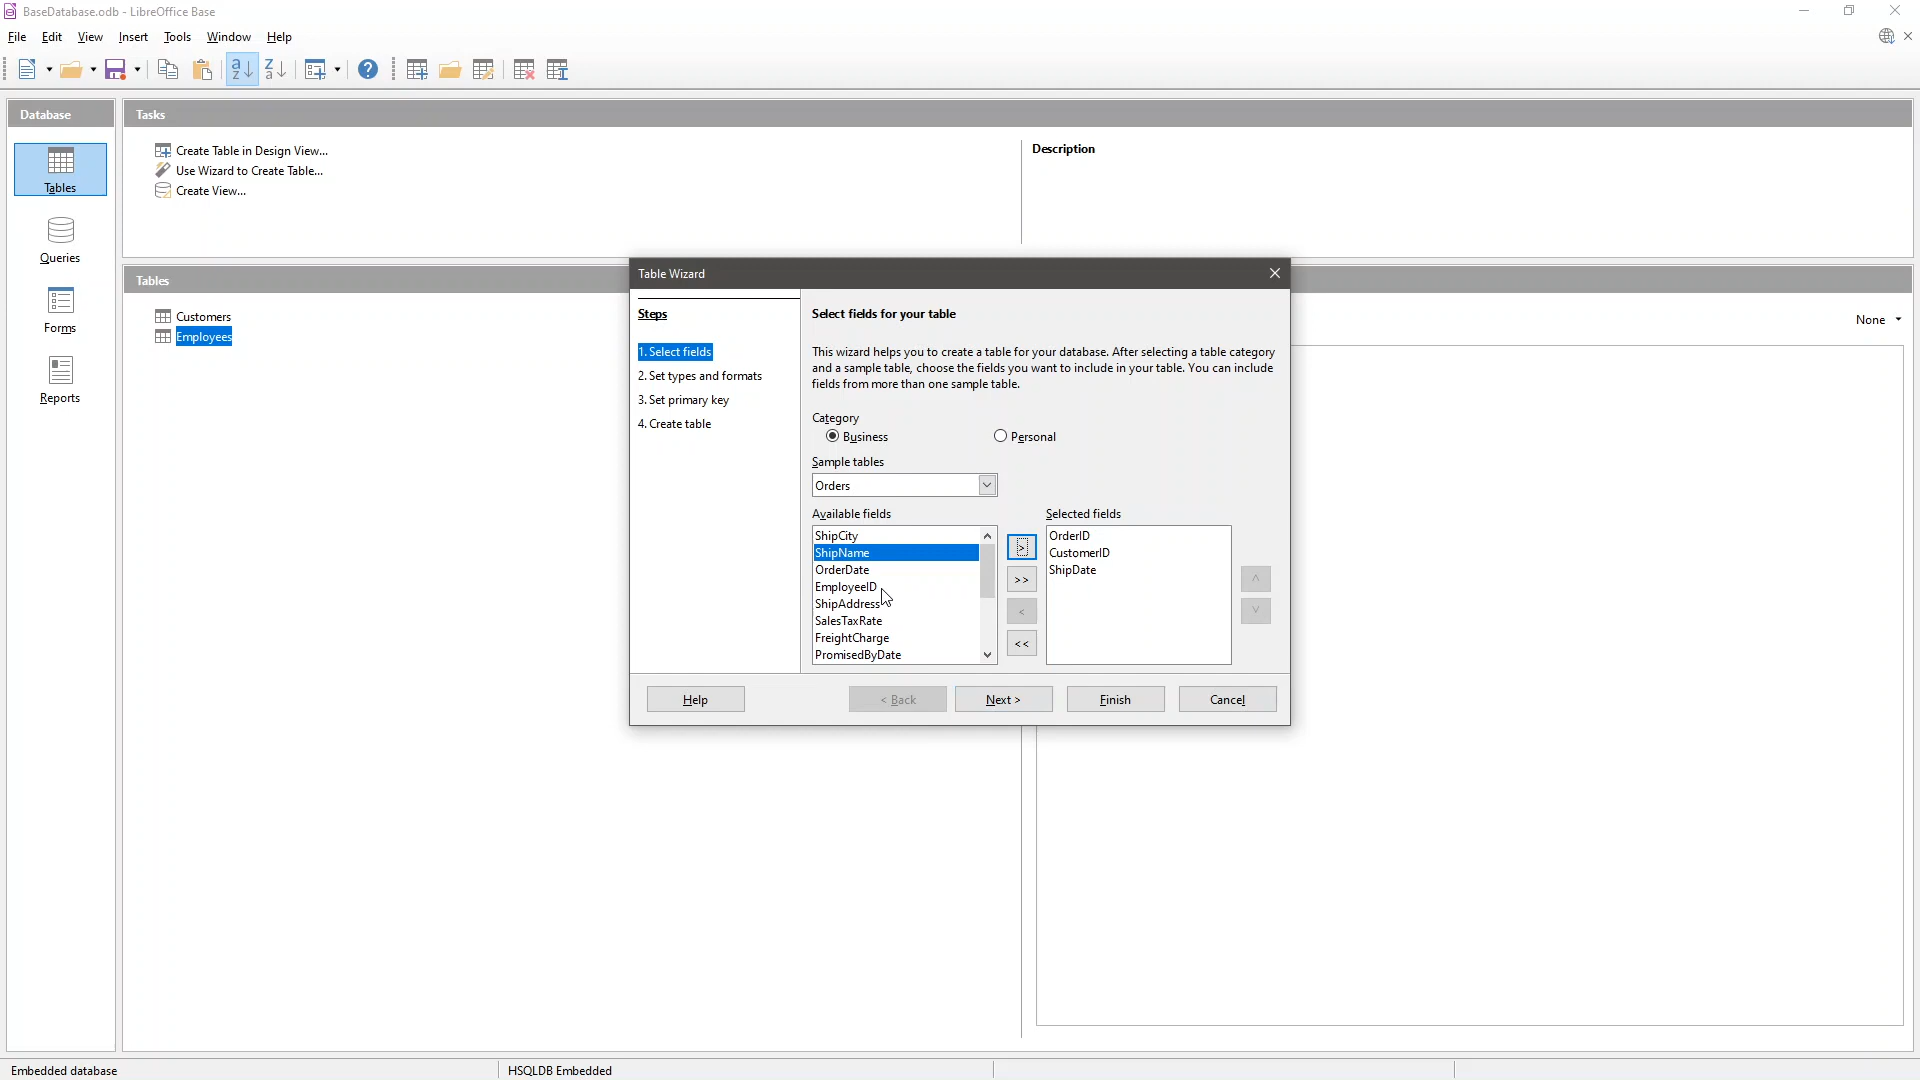 BaseDatabase.odb - LibreOffice Base
File Edit View Insert Tools Window Help
Database
Tables
Queries
Forms
Reports
Tasks
Create Table in Design View...
Use Wizard to Create Table...
Create View...
Description
Tables
Customers
Employees
None
Table Wizard
Steps
1. Select fields
2. Set types and formats
3. Set primary key
4. Create table
Select fields for your table
This wizard helps you to create a table for your database. After selecting a table category
and a sample table, choose the fields you want to include in your table. You can include
fields from more than one sample table.
Category
Business Personal
Sample tables
Orders
Available fields
ShipCity
ShipName
OrderDate
EmployeeID
ShipAddress
SalesTaxRate
FreightCharge
PromisedByDate
>
>>
<
<<
Selected fields
OrderID
CustomerID
ShipDate
Help < Back Next > Finish Cancel
Embedded database HSQLDB Embedded